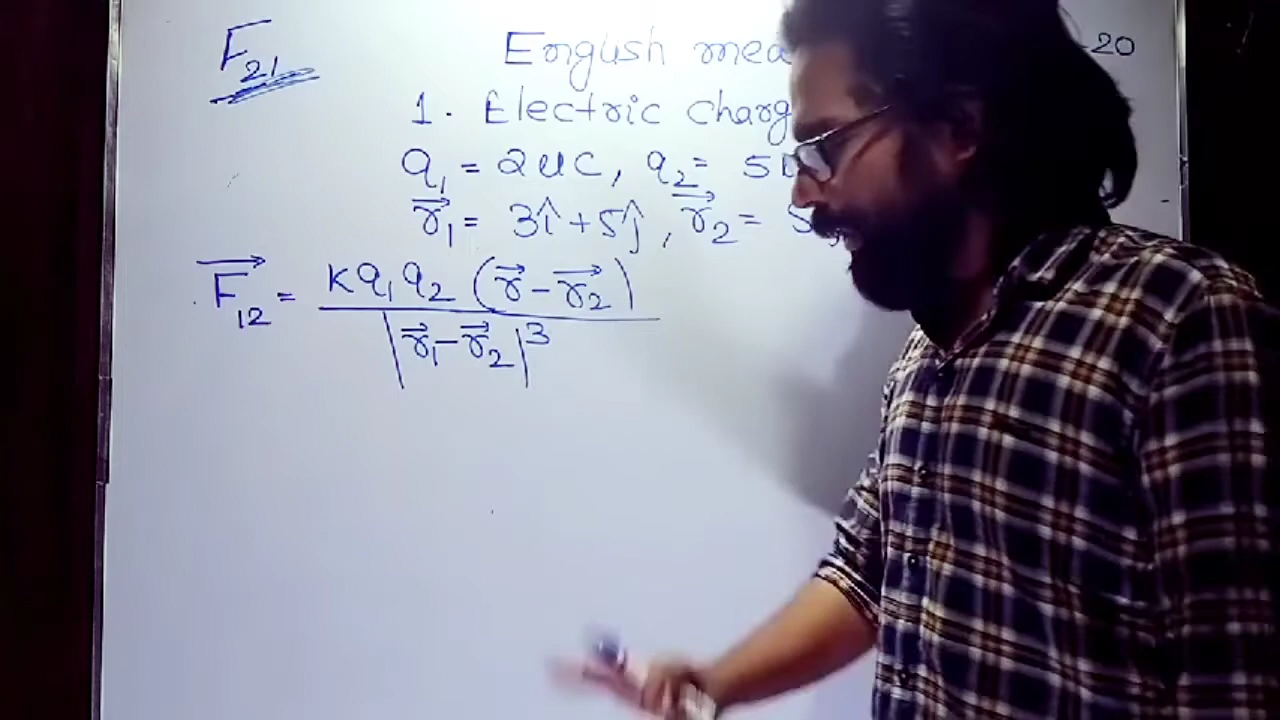 F₂₁
English mea -20
1. Electric charg
q₁ = 2uC, q₂ = 5
r⃗₁ = 3î + 5ĵ, r⃗₂ = 5
F⃗₁₂ = Kq₁q₂ (r⃗ - r⃗₂)
|r⃗₁ - r⃗₂|³